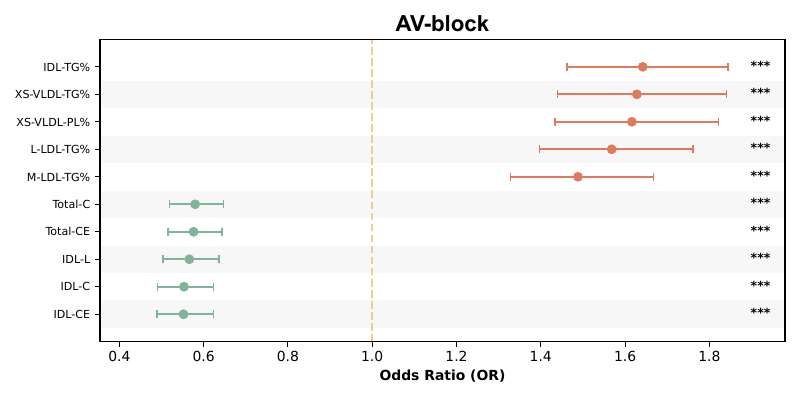 AV-block
IDL-TG% ***
XS-VLDL-TG% ***
XS-VLDL-PL% ***
L-LDL-TG% ***
M-LDL-TG% ***
Total-C ***
Total-CE ***
IDL-L ***
IDL-C ***
IDL-CE ***
0.4 0.6 0.8 1.0 1.2 1.4 1.6 1.8
Odds Ratio (OR)